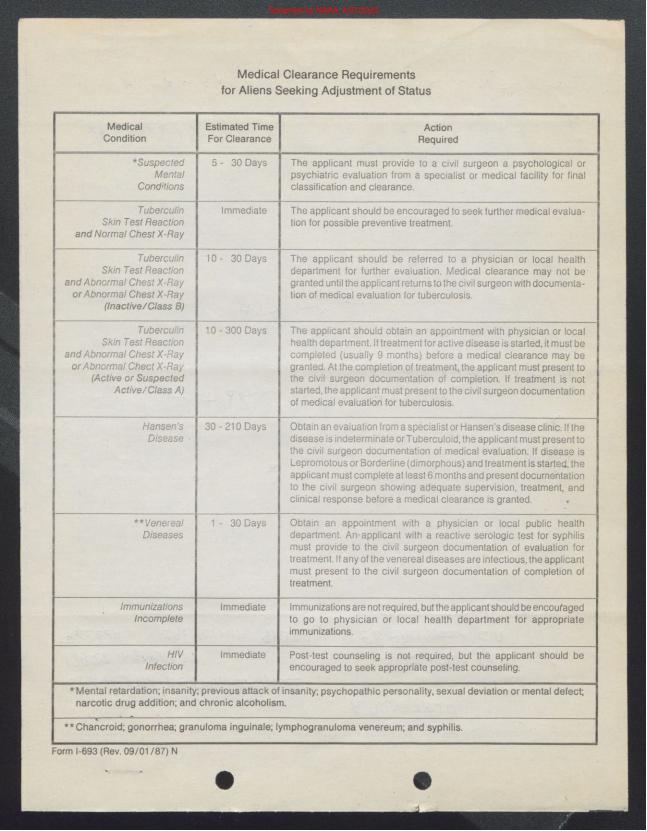 Medical Clearance Requirements
for Aliens Seeking Adjustment of Status
Medical
Condition
Estimated Time
For Clearance
Action
Required
*Suspected
Mental
Conditions
5 - 30 Days
The applicant must provide to a civil surgeon a psychological or
psychiatric evaluation from a specialist or medical facility for final
classification and clearance.
Tuberculin
Skin Test Reaction
and Normal Chest X-Ray
Immediate
The applicant should be encouraged to seek further medical evalua-
tion for possible preventive treatment.
Tuberculin
Skin Test Reaction
and Abnormal Chest X-Ray
or Abnormal Chest X-Ray
(Inactive/Class B)
10 - 30 Days
The applicant should be referred to a physician or local health
department for further evaluation. Medical clearance may not be
granted until the applicant returns to the civil surgeon with documenta-
tion of medical evaluation for tuberculosis.
Tuberculin
Skin Test Reaction
and Abnormal Chest X-Ray
or Abnormal Chect X-Ray
(Active or Suspected
Active/Class A)
10 - 300 Days
The applicant should obtain an appointment with physician or local
health department. If treatment for active disease is started, it must be
completed (usually 9 months) before a medical clearance may be
granted. At the completion of treatment, the applicant must present to
the civil surgeon documentation of completion. If treatment is not
started, the applicant must present to the civil surgeon documentation
of medical evaluation for tuberculosis.
Hansen's
Disease
30 - 210 Days
Obtain an evaluation from a specialist or Hansen's disease clinic. If the
disease is indeterminate or Tuberculoid, the applicant must present to
the civil surgeon documentation of medical evaluation. If disease is
Lepromotous or Borderline (dimorphous) and treatment is started, the
applicant must complete at least 6 months and present documentation
to the civil surgeon showing adequate supervision, treatment, and
clinical response before a medical clearance is granted.
**Venereal
Diseases
1 - 30 Days
Obtain an appointment with a physician or local public health
department. An applicant with a reactive serologic test for syphilis
must provide to the civil surgeon documentation of evaluation for
treatment. If any of the venereal diseases are infectious, the applicant
must present to the civil surgeon documentation of completion of
treatment.
Immunizations
Incomplete
Immediate
Immunizations are not required, but the applicant should be encouraged
to go to physician or local health department for appropriate
immunizations.
HIV
Infection
Immediate
Post-test counseling is not required, but the applicant should be
encouraged to seek appropriate post-test counseling.
*Mental retardation; insanity; previous attack of insanity; psychopathic personality, sexual deviation or mental defect;
narcotic drug addition; and chronic alcoholism.
**Chancroid; gonorrhea; granuloma inguinale; lymphogranuloma venereum; and syphilis.
Form I-693 (Rev. 09/01/87) N